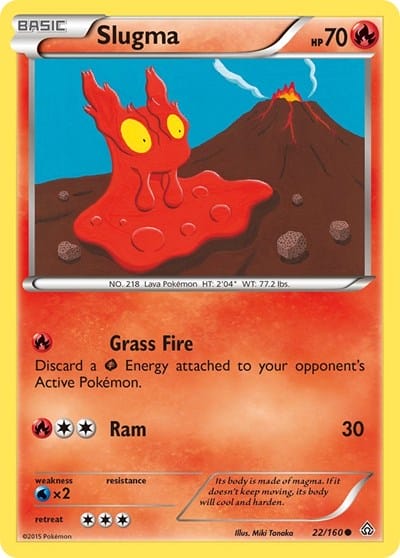 BASIC Slugma HP70
NO. 218 Lava Pokémon HT: 2'04" WT: 77.2 lbs.
Grass Fire
Discard a Energy attached to your opponent's
Active Pokémon.
Ram 30
weakness resistance
×2
retreat
Its body is made of magma. If it
doesn't keep moving, its body
will cool and harden.
©2015 Pokémon Illus. Miki Tanaka 22/160